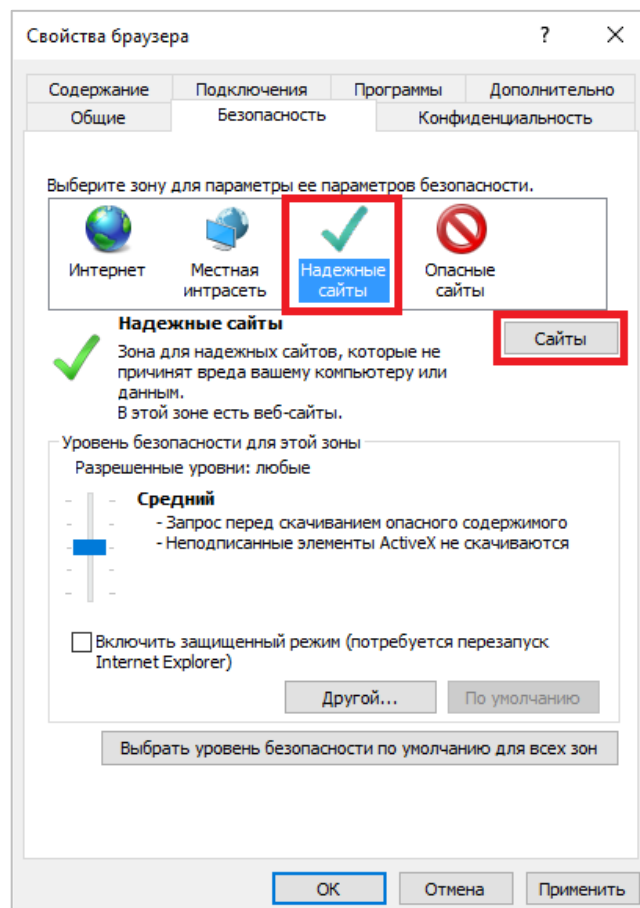 Свойства браузера ?
Содержание Подключения Программы Дополнительно
Общие Безопасность Конфиденциальность
Выберите зону для параметры ее параметров безопасности.
Интернет Местная интрасеть Надежные сайты Опасные сайты
Надежные сайты
Сайты
Зона для надежных сайтов, которые не
причинят вреда вашему компьютеру или
данным.
В этой зоне есть веб-сайты.
Уровень безопасности для этой зоны
Разрешенные уровни: любые
Средний
- Запрос перед скачиванием опасного содержимого
- Неподписанные элементы ActiveX не скачиваются
Включить защищенный режим (потребуется перезапуск
Internet Explorer)
Другой... По умолчанию
Выбрать уровень безопасности по умолчанию для всех зон
ОК Отмена Применить